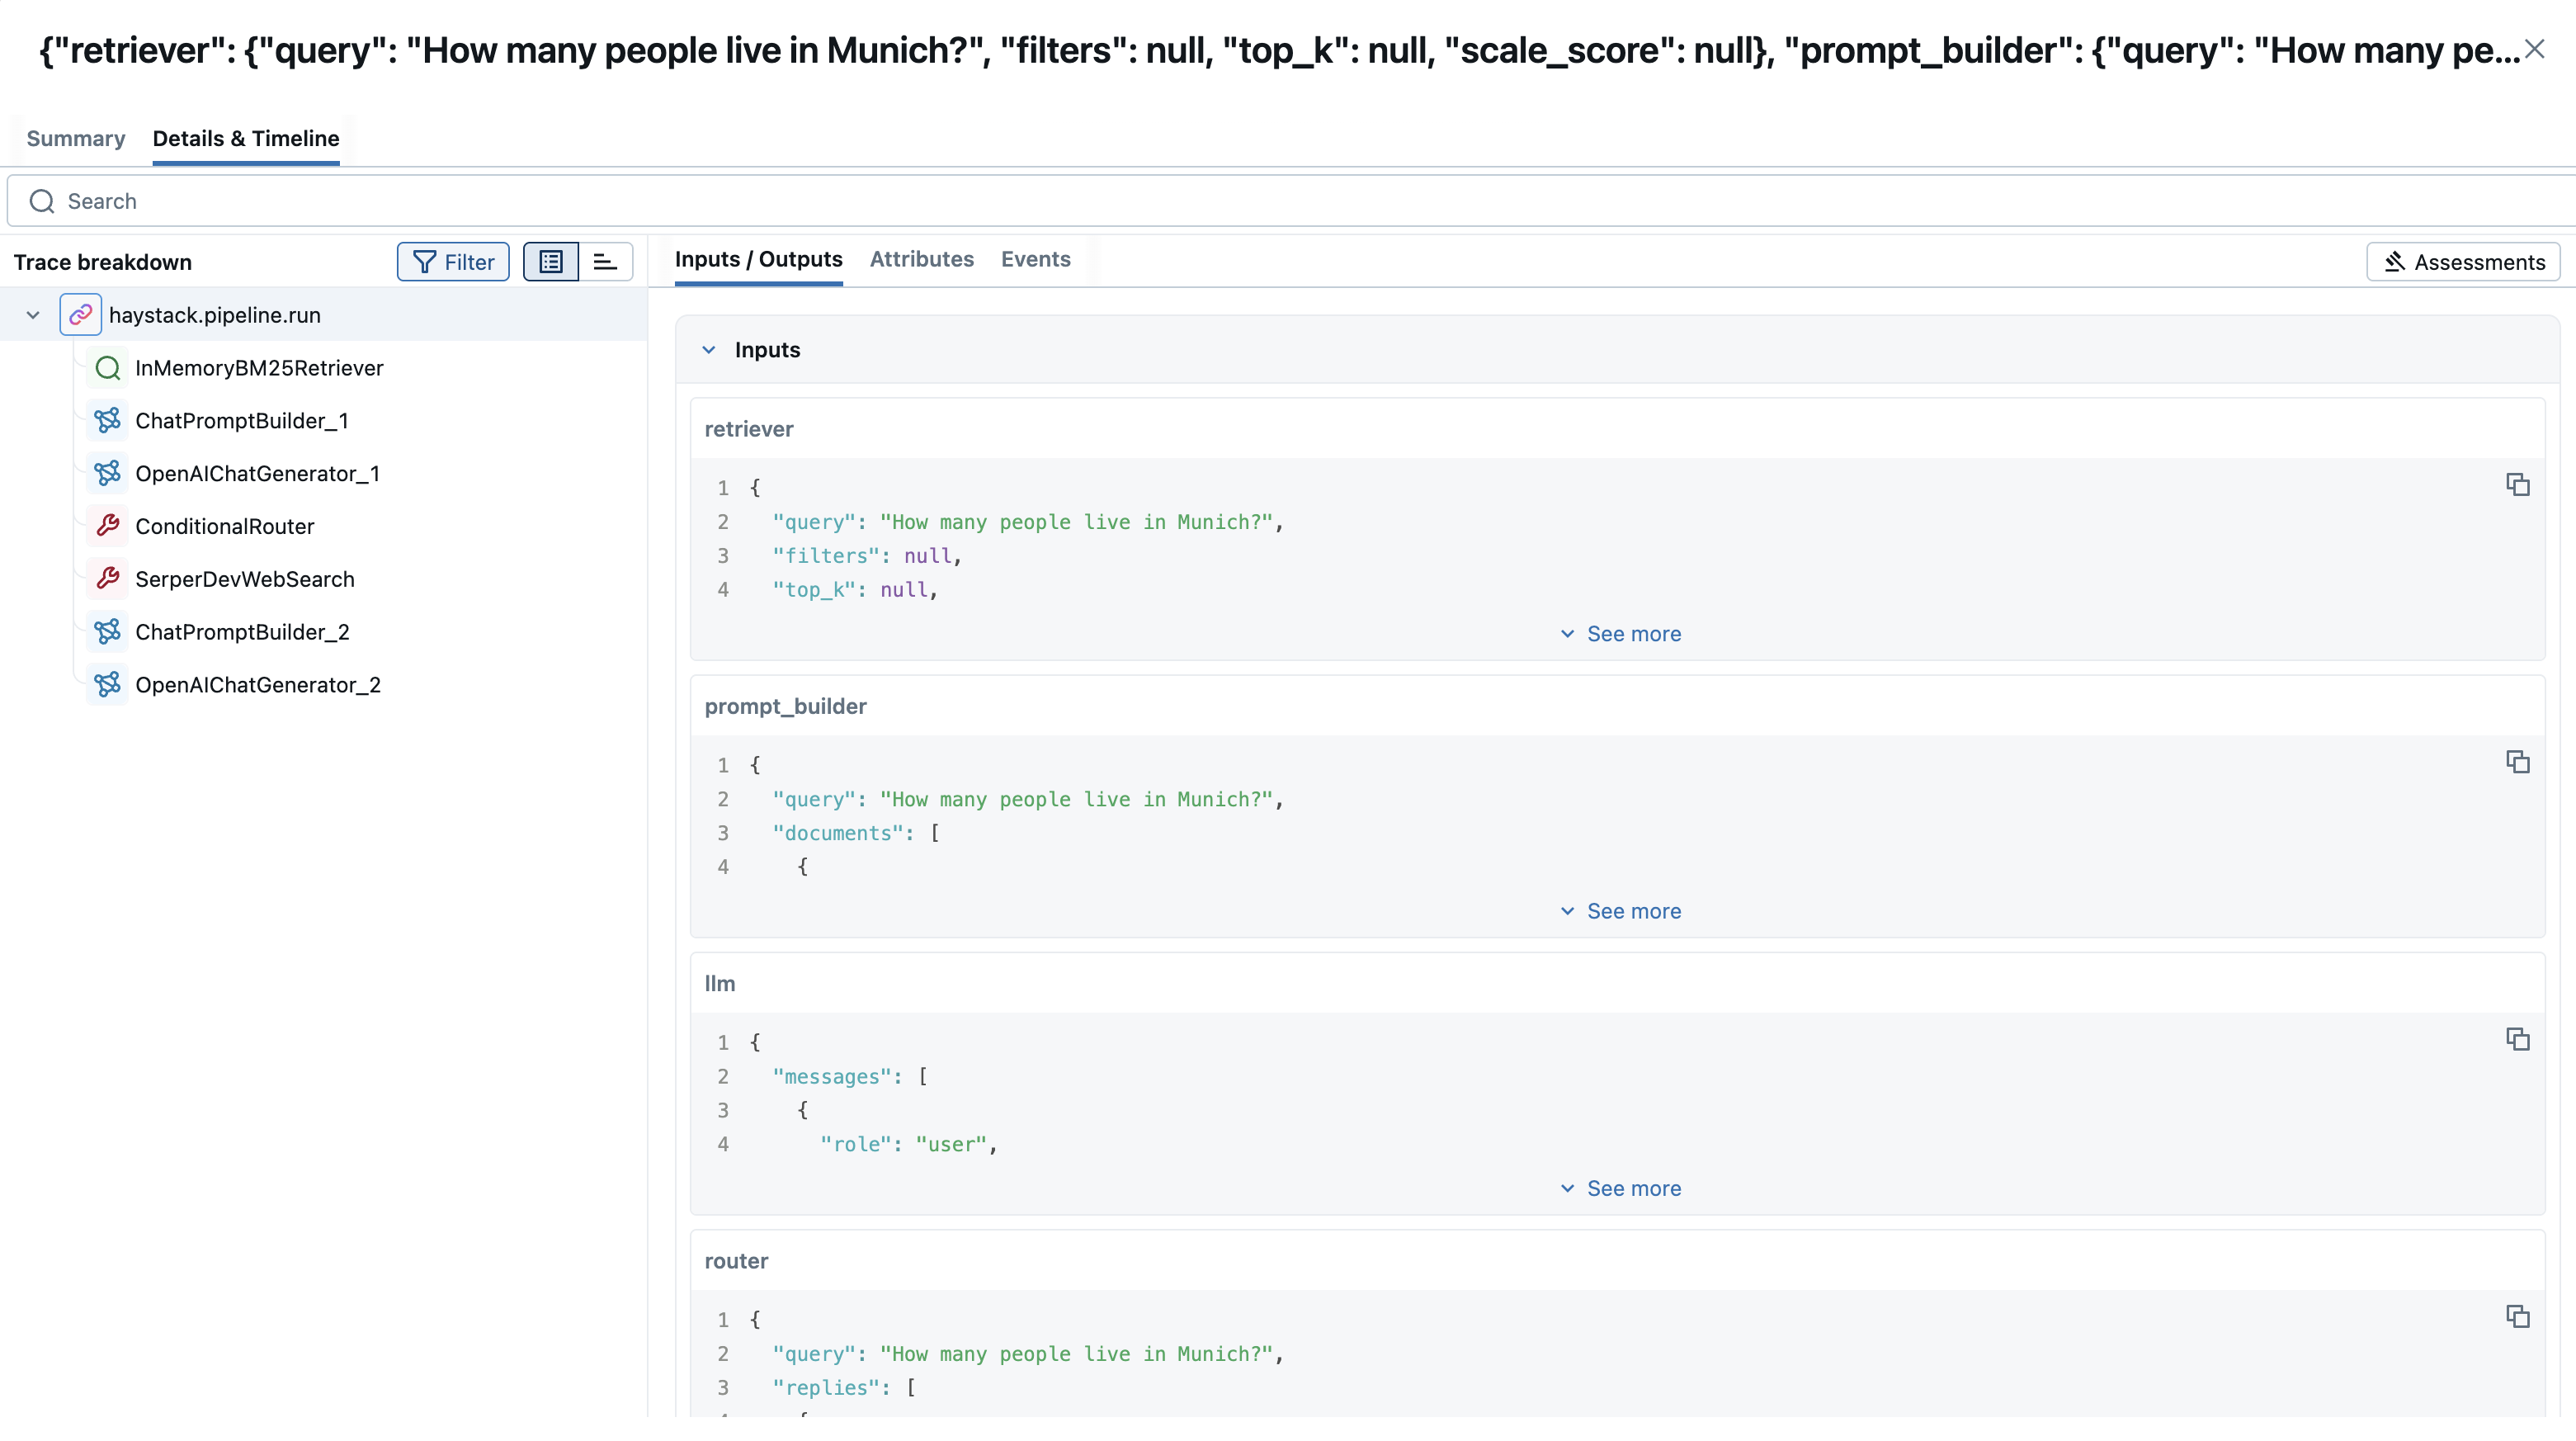 {"retriever": {"query": "How many people live in Munich?", "filters": null, "top_k": null, "scale_score": null}, "prompt_builder": {"query": "How many pe...
Summary
Details & Timeline
Search
Trace breakdown
Filter
haystack.pipeline.run
InMemoryBM25Retriever
ChatPromptBuilder_1
OpenAIChatGenerator_1
ConditionalRouter
SerperDevWebSearch
ChatPromptBuilder_2
OpenAIChatGenerator_2
Inputs / Outputs
Attributes
Events
Assessments
Inputs
retriever
1 {
2 "query": "How many people live in Munich?",
3 "filters": null,
4 "top_k": null,
See more
prompt_builder
1 {
2 "query": "How many people live in Munich?",
3 "documents": [
4 {
See more
llm
1 {
2 "messages": [
3 {
4 "role": "user",
See more
router
1 {
2 "query": "How many people live in Munich?",
3 "replies": [